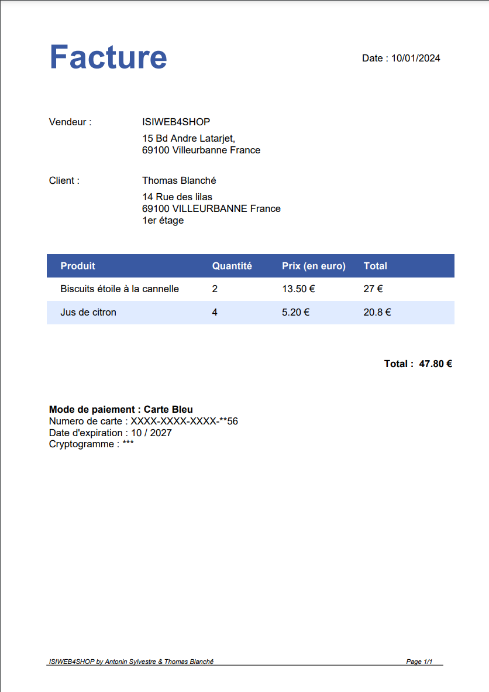 Facture
Date : 10/01/2024
Vendeur : ISIWEB4SHOP
15 Bd Andre Latarjet,
69100 Villeurbanne France
Client : Thomas Blanché
14 Rue des lilas
69100 VILLEURBANNE France
1er étage
Produit Quantité Prix (en euro) Total
Biscuits étoile à la cannelle 2 13.50 € 27 €
Jus de citron 4 5.20 € 20.8 €
Total : 47.80 €
Mode de paiement : Carte Bleu
Numero de carte : XXXX-XXXX-XXXX-**56
Date d'expiration : 10 / 2027
Cryptogramme : ***
ISIWEB4SHOP by Antonin Sylvestre & Thomas Blanché Page 1/1